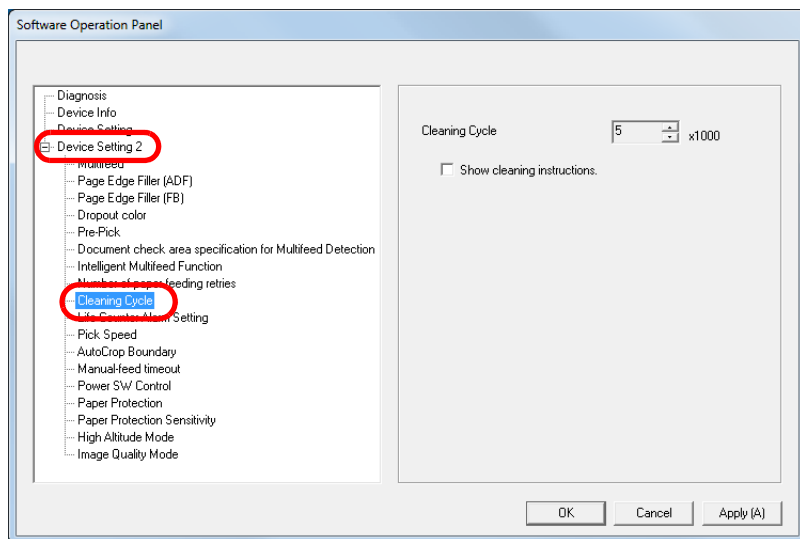 Software Operation Panel
Diagnosis
Device Info
Device Setting
Device Setting 2
Multifeed
Page Edge Filler (ADF)
Page Edge Filler (FB)
Dropout color
Pre-Pick
Document check area specification for Multifeed Detection
Intelligent Multifeed Function
Number of paper feeding retries
Cleaning Cycle
Life Counter Alarm Setting
Pick Speed
AutoCrop Boundary
Manual-feed timeout
Power SW Control
Paper Protection
Paper Protection Sensitivity
High Altitude Mode
Image Quality Mode
Cleaning Cycle 5 x1000
Show cleaning instructions.
OK Cancel Apply (A)